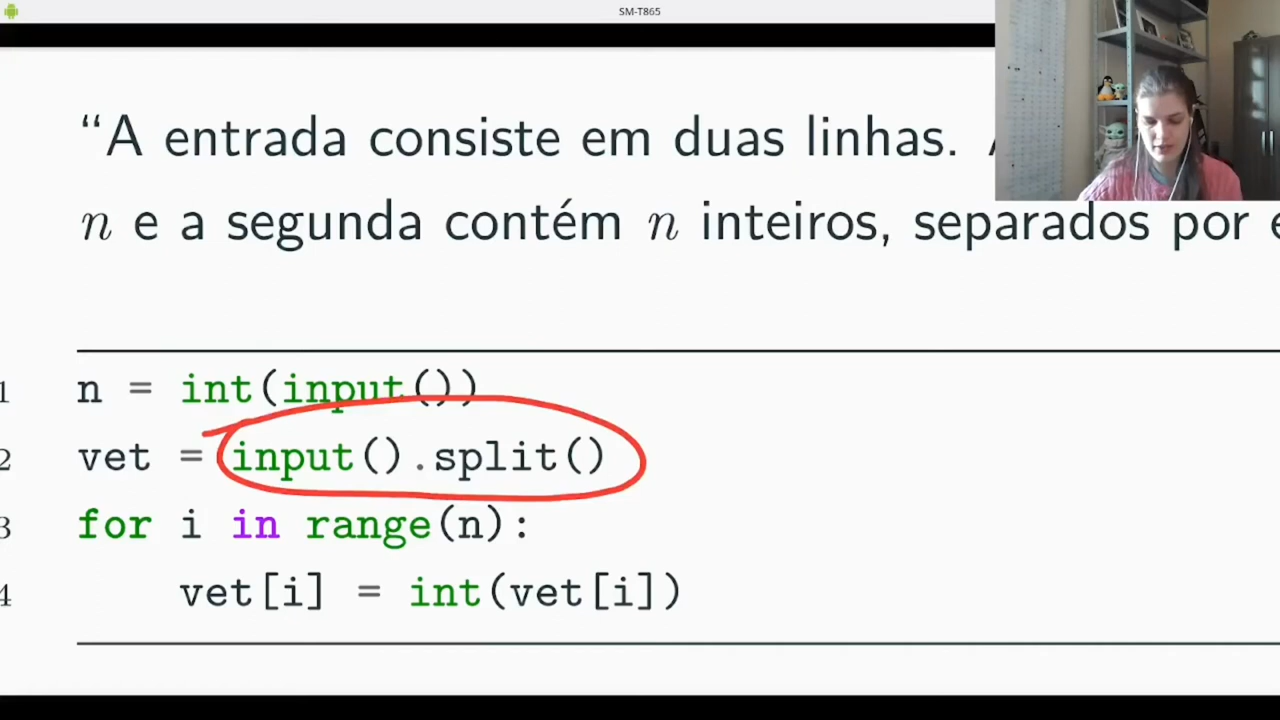 SM-T865
“A entrada consiste em duas linhas.
n e a segunda contém n inteiros, separados por
1 n = int(input())
2 vet = input().split()
3 for i in range(n):
4 vet[i] = int(vet[i])